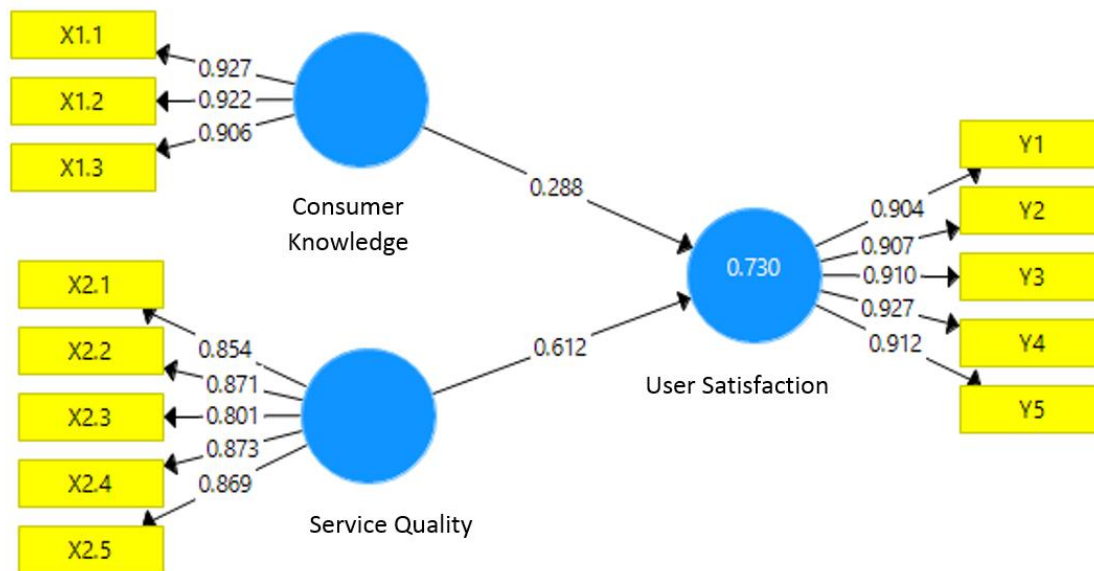 X1.1
0.927
X1.2
0.922
X1.3
0.906
Consumer
Knowledge
0.288
X2.1
0.854
X2.2
0.871
X2.3
0.801
X2.4
0.873
X2.5
0.869
Service Quality
0.612
0.730
User Satisfaction
Y1
0.904
Y2
0.907
Y3
0.910
Y4
0.927
Y5
0.912